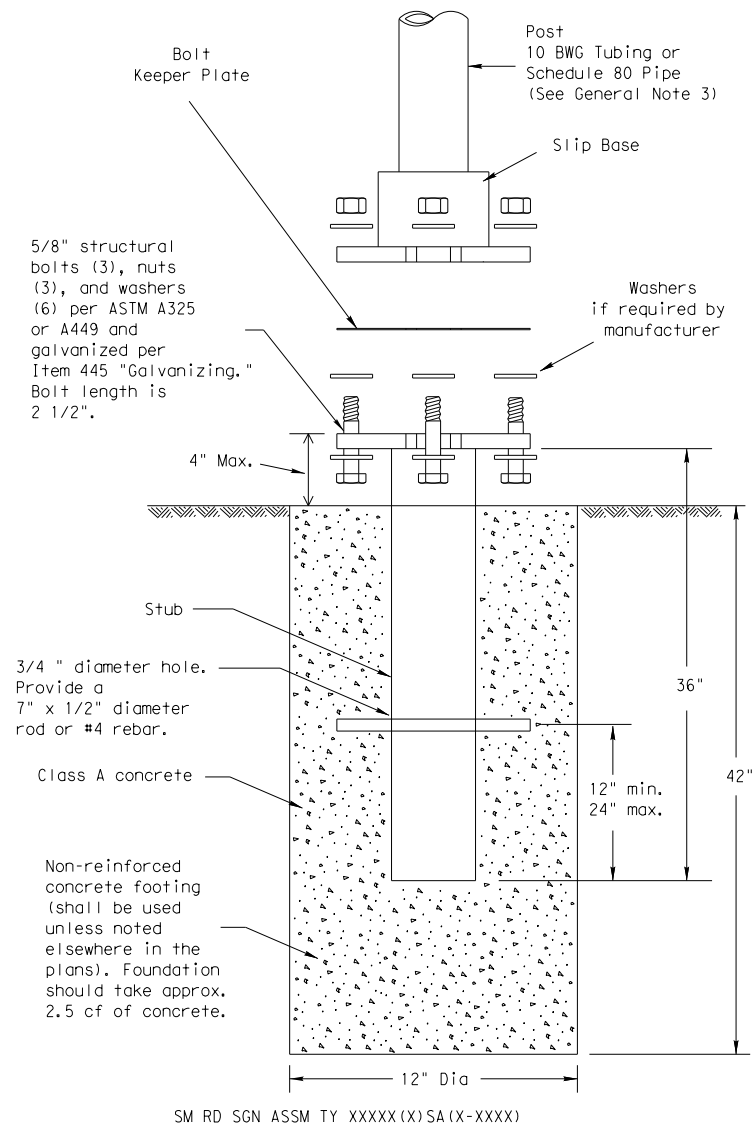 Post
10 BWG Tubing or
Schedule 80 Pipe
(See General Note 3)
Bolt
Keeper Plate
Slip Base
5/8" structural
bolts (3), nuts
(3), and washers
(6) per ASTM A325
or A449 and
galvanized per
Item 445 "Galvanizing."
Bolt length is
2 1/2".
Washers
if required by
manufacturer
4" Max.
Stub
3/4 " diameter hole.
Provide a
7" x 1/2" diameter
rod or #4 rebar.
36"
Class A concrete
12" min.
24" max.
42"
Non-reinforced
concrete footing
(shall be used
unless noted
elsewhere in the
plans). Foundation
should take approx.
2.5 cf of concrete.
12" Dia
SM RD SGN ASSM TY XXXXX(X)SA(X-XXXX)